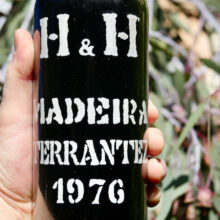 H & H
MADEIRA
TERRANTEZ
1976